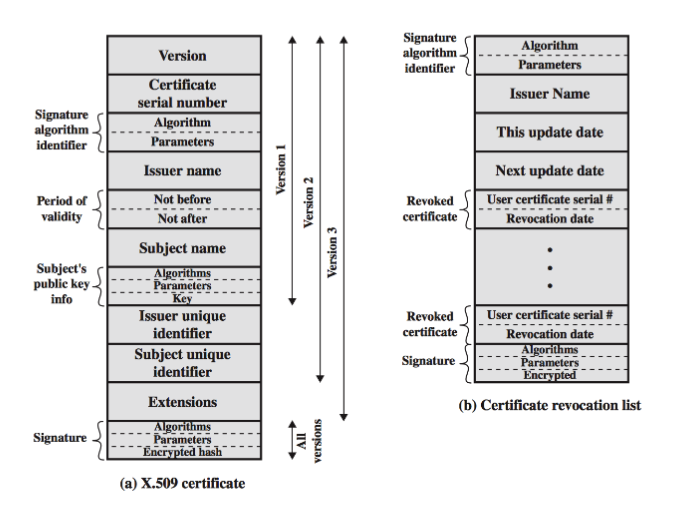 Version
Certificate
serial number
Signature
algorithm
identifier
Algorithm
Parameters
Issuer name
Period of
validity
Not before
Not after
Subject name
Subject's
public key
info
Algorithms
Parameters
Key
Issuer unique
identifier
Subject unique
identifier
Extensions
Signature
Algorithms
Parameters
Encrypted hash
Version 1
Version 2
Version 3
All
versions
(a) X.509 certificate
Signature
algorithm
identifier
Algorithm
Parameters
Issuer Name
This update date
Next update date
Revoked
certificate
User certificate serial #
Revocation date
•
•
•
Revoked
certificate
User certificate serial #
Revocation date
Signature
Algorithms
Parameters
Encrypted
(b) Certificate revocation list